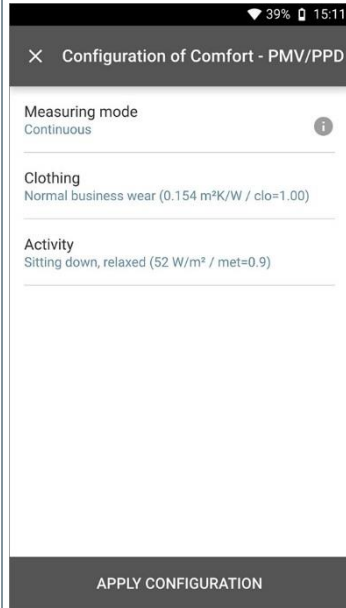 39% 15:11
Configuration of Comfort - PMV/PPD
Measuring mode
Continuous
Clothing
Normal business wear (0.154 m²K/W / clo=1.00)
Activity
Sitting down, relaxed (52 W/m² / met=0.9)
APPLY CONFIGURATION